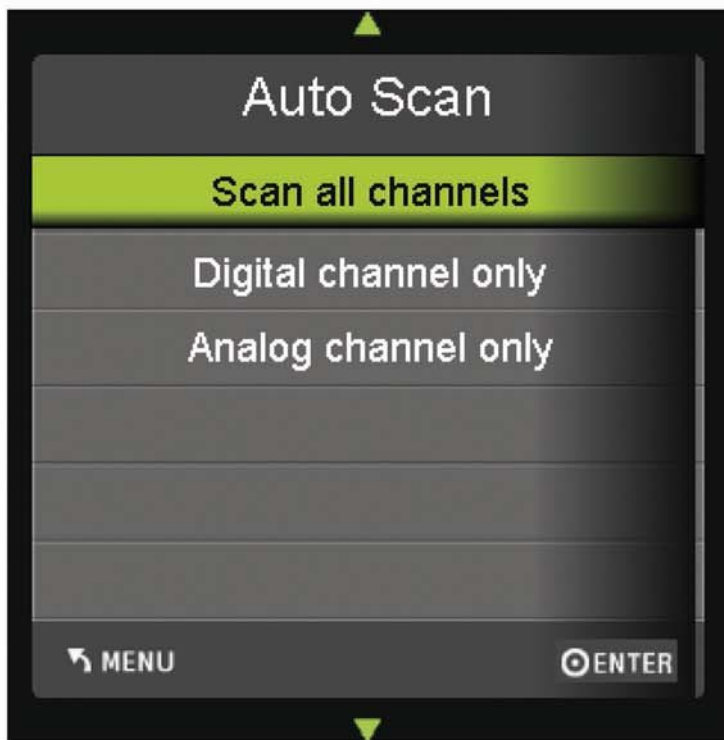 Auto Scan
Scan all channels
Digital channel only
Analog channel only
MENU
ENTER